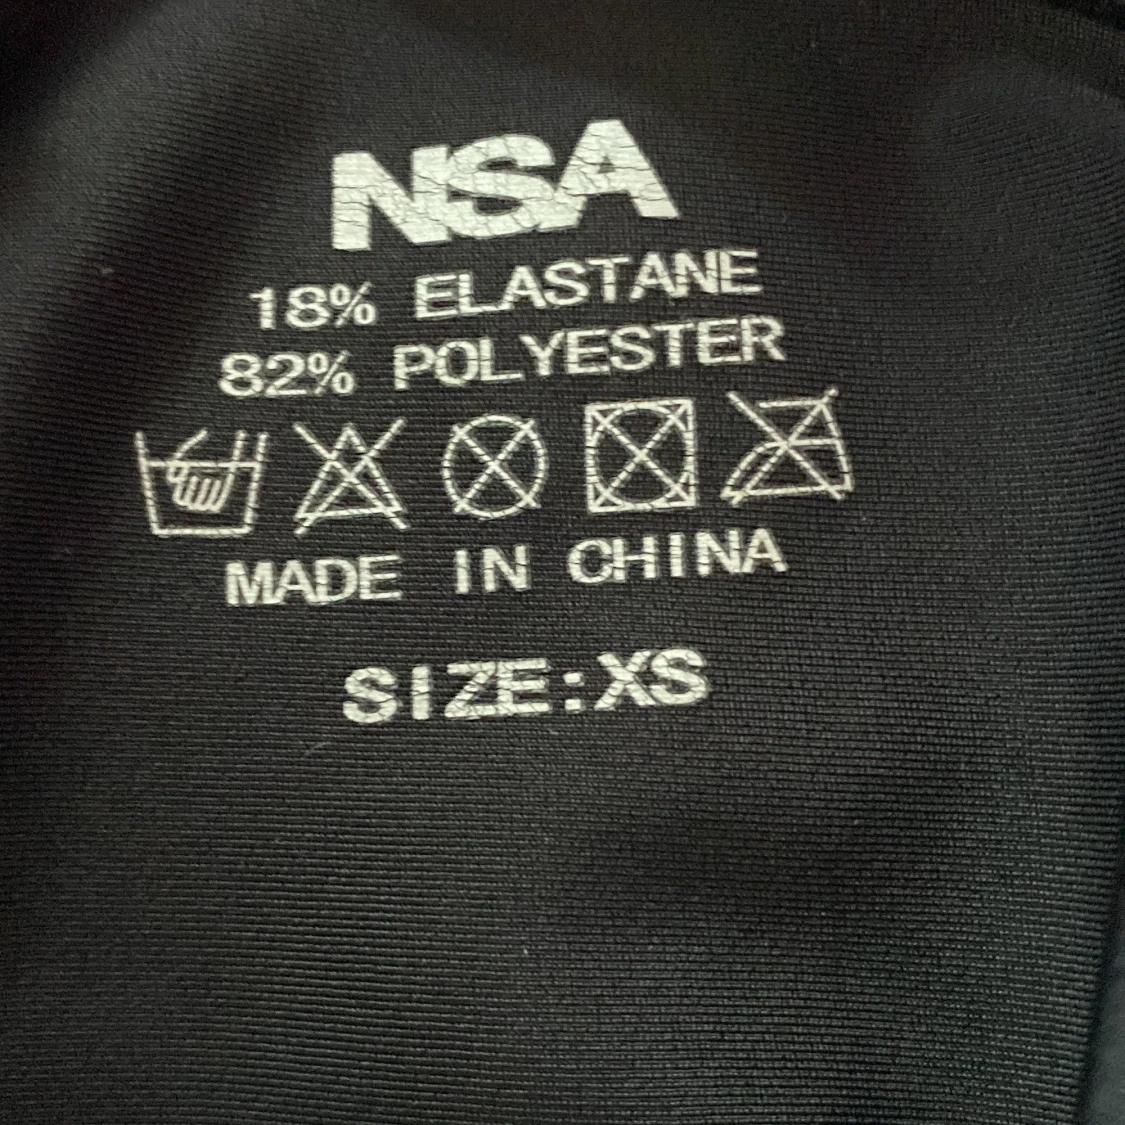 NSA
18% ELASTANE
82% POLYESTER
MADE IN CHINA
SIZE:XS